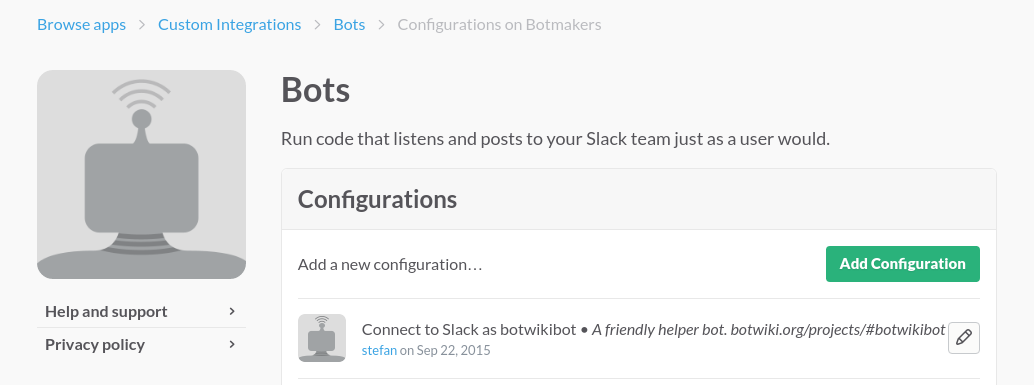 Browse apps > Custom Integrations > Bots > Configurations on Botmakers
Bots
Run code that listens and posts to your Slack team just as a user would.
Configurations
Add a new configuration…
Add Configuration
Connect to Slack as botwikibot • A friendly helper bot. botwiki.org/projects/#botwikibot
stefan on Sep 22, 2015
Help and support
Privacy policy